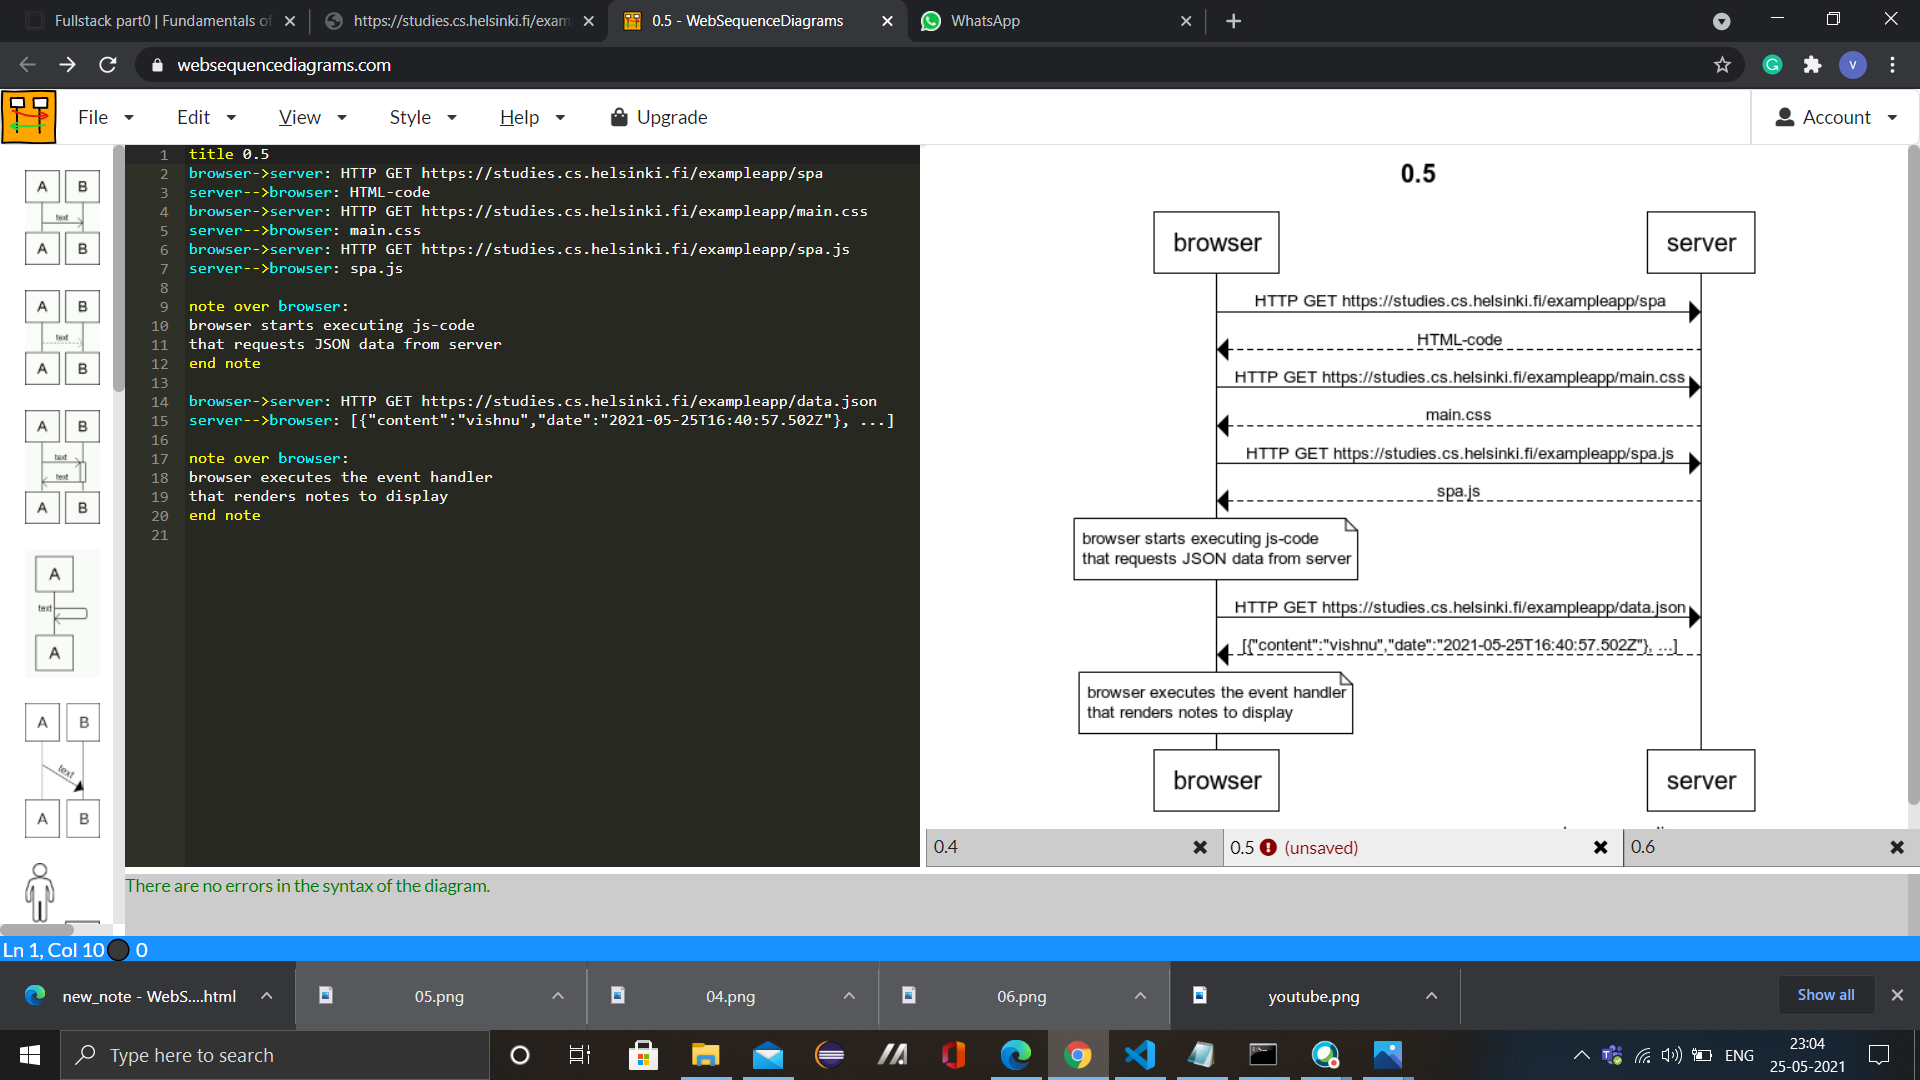 Fullstack part0 | Fundamentals of
https://studies.cs.helsinki.fi/exam
0.5 - WebSequenceDiagrams
WhatsApp
websequencediagrams.com
V
File
Edit
View
Style
Help
Upgrade
Account
1 title 0.5
2 browser->server: HTTP GET https://studies.cs.helsinki.fi/exampleapp/spa
3 server-->browser: HTML-code
4 browser->server: HTTP GET https://studies.cs.helsinki.fi/exampleapp/main.css
5 server-->browser: main.css
6 browser->server: HTTP GET https://studies.cs.helsinki.fi/exampleapp/spa.js
7 server-->browser: spa.js
8
9 note over browser:
10 browser starts executing js-code
11 that requests JSON data from server
12 end note
13
14 browser->server: HTTP GET https://studies.cs.helsinki.fi/exampleapp/data.json
15 server-->browser: [{"content":"vishnu","date":"2021-05-25T16:40:57.502Z"}, ...]
16
17 note over browser:
18 browser executes the event handler
19 that renders notes to display
20 end note
21
A B
text
A B
A B
text
A B
A B
text
text
A B
A
text
A
A B
text
A B
0.5
browser server
HTTP GET https://studies.cs.helsinki.fi/exampleapp/spa
HTML-code
HTTP GET https://studies.cs.helsinki.fi/exampleapp/main.css
main.css
HTTP GET https://studies.cs.helsinki.fi/exampleapp/spa.js
spa.js
browser starts executing js-code
that requests JSON data from server
HTTP GET https://studies.cs.helsinki.fi/exampleapp/data.json
[{"content":"vishnu","date":"2021-05-25T16:40:57.502Z"}, ...]
browser executes the event handler
that renders notes to display
browser server
0.4
0.5 (unsaved)
0.6
There are no errors in the syntax of the diagram.
Ln 1, Col 10 0
new_note - WebS....html
05.png
04.png
06.png
youtube.png
Show all
Type here to search
ENG
23:04
25-05-2021